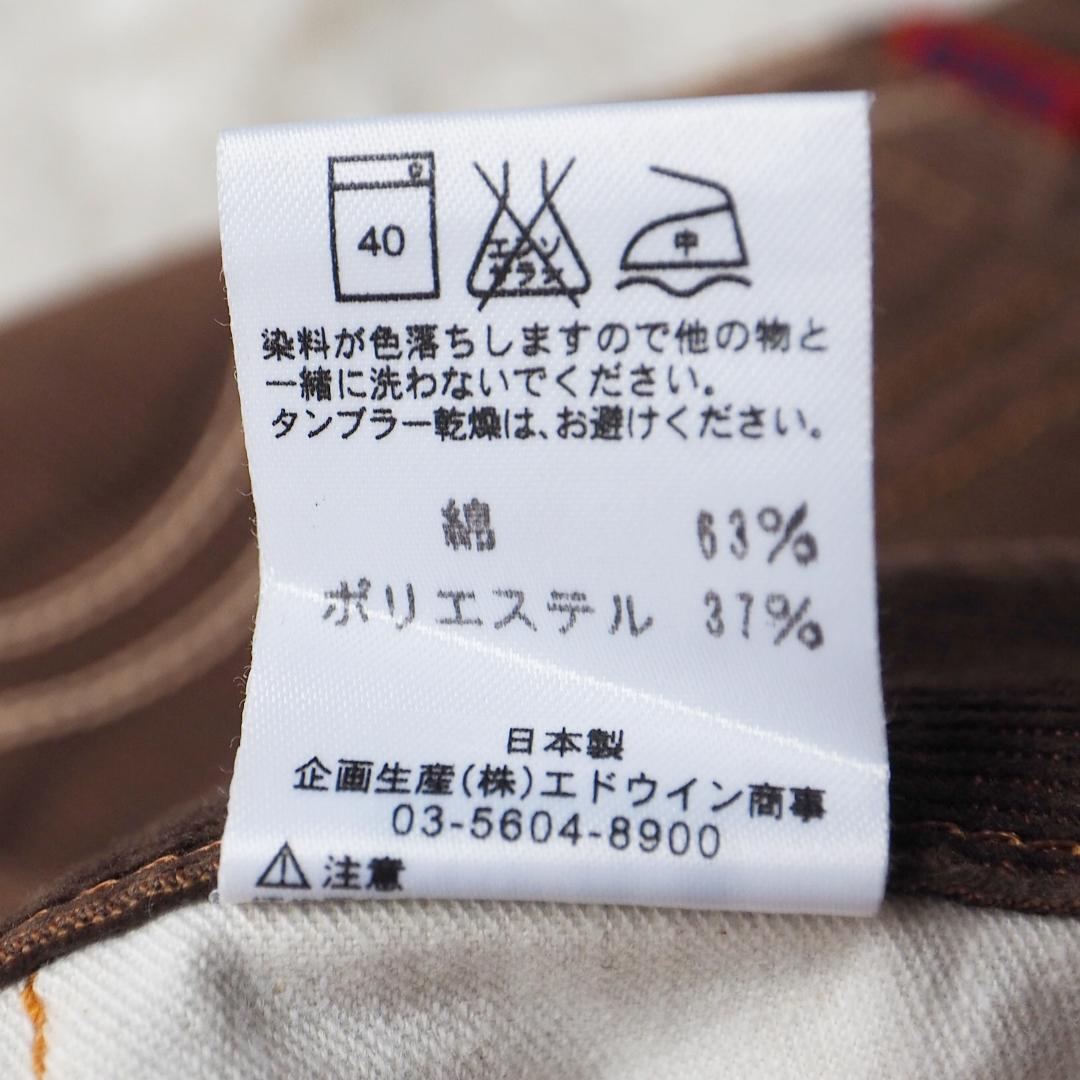 40
エンソ
サラシ
中
染料が色落ちしますので他の物と
一緒に洗わないでください。
タンブラー乾燥は、お避けください。
綿 63%
ポリエステル 37%
日本製
企画生産(株)エドウイン商事
03-5604-8900
⚠注意